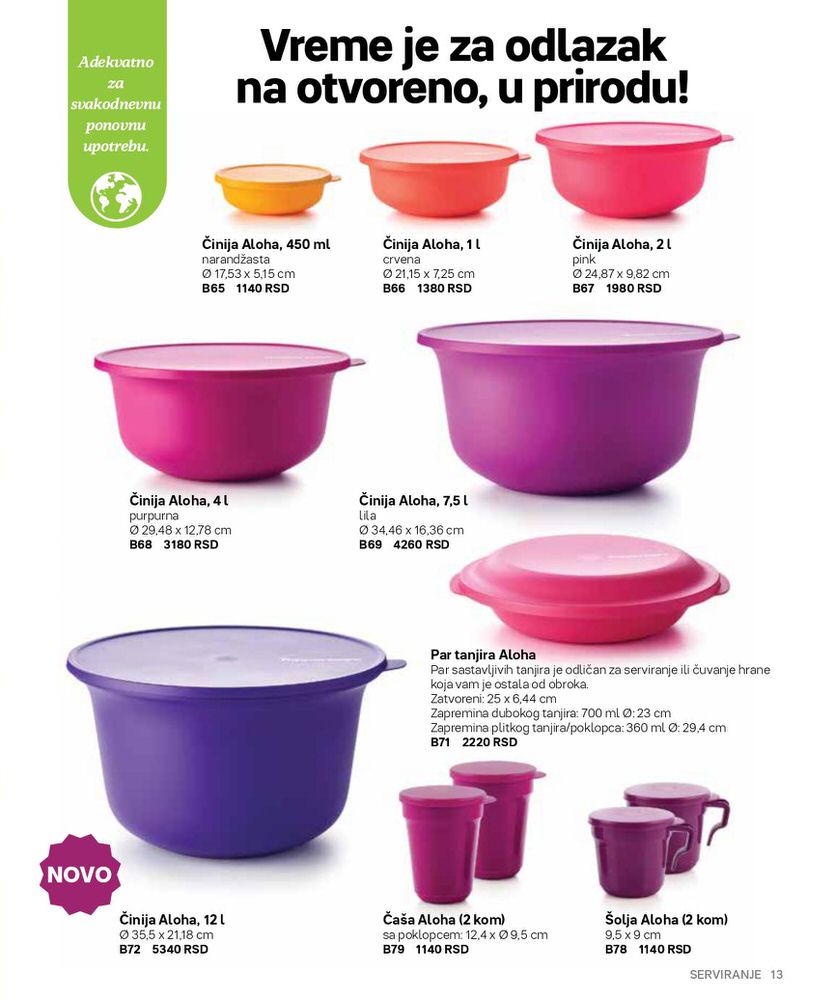 Adekvatno
za
svakodnevnu
ponovnu
upotrebu.
Vreme je za odlazak
na otvoreno, u prirodu!
Činija Aloha, 450 ml
narandžasta
Ø 17,53 x 5,15 cm
B65 1140 RSD
Činija Aloha, 1 l
crvena
Ø 21,15 x 7,25 cm
B66 1380 RSD
Činija Aloha, 2 l
pink
Ø 24,87 x 9,82 cm
B67 1980 RSD
Činija Aloha, 4 l
purpurna
Ø 29,48 x 12,78 cm
B68 3180 RSD
Činija Aloha, 7,5 l
lila
Ø 34,46 x 16,36 cm
B69 4260 RSD
Par tanjira Aloha
Par sastavljivih tanjira je odličan za serviranje ili čuvanje hrane
koja vam je ostala od obroka.
Zatvoreni: 25 x 6,44 cm
Zapremina dubokog tanjira: 700 ml Ø: 23 cm
Zapremina plitkog tanjira/poklopca: 360 ml Ø: 29,4 cm
B71 2220 RSD
NOVO
Činija Aloha, 12 l
Ø 35,5 x 21,18 cm
B72 5340 RSD
Čaša Aloha (2 kom)
sa poklopcem: 12,4 x Ø 9,5 cm
B79 1140 RSD
Šolja Aloha (2 kom)
9,5 x 9 cm
B78 1140 RSD
SERVIRANJE 13